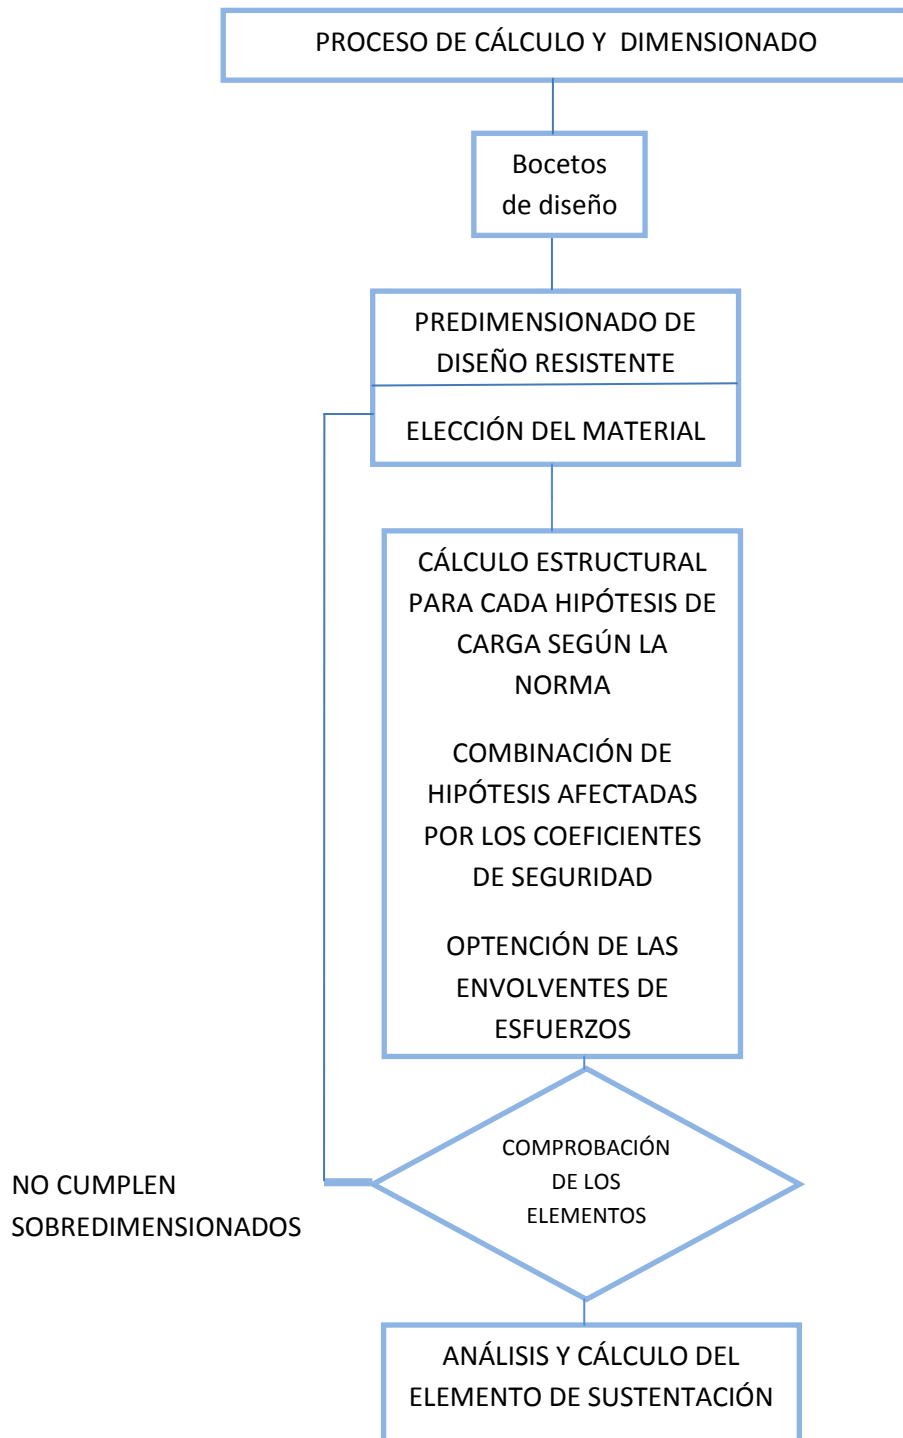 PROCESO DE CÁLCULO Y DIMENSIONADO
Bocetos
de diseño
PREDIMENSIONADO DE
DISEÑO RESISTENTE
ELECCIÓN DEL MATERIAL
CÁLCULO ESTRUCTURAL
PARA CADA HIPÓTESIS DE
CARGA SEGÚN LA
NORMA
COMBINACIÓN DE
HIPÓTESIS AFECTADAS
POR LOS COEFICIENTES
DE SEGURIDAD
OPTENCIÓN DE LAS
ENVOLVENTES DE
ESFUERZOS
COMPROBACIÓN
DE LOS
ELEMENTOS
NO CUMPLEN
SOBREDIMENSIONADOS
ANÁLISIS Y CÁLCULO DEL
ELEMENTO DE SUSTENTACIÓN